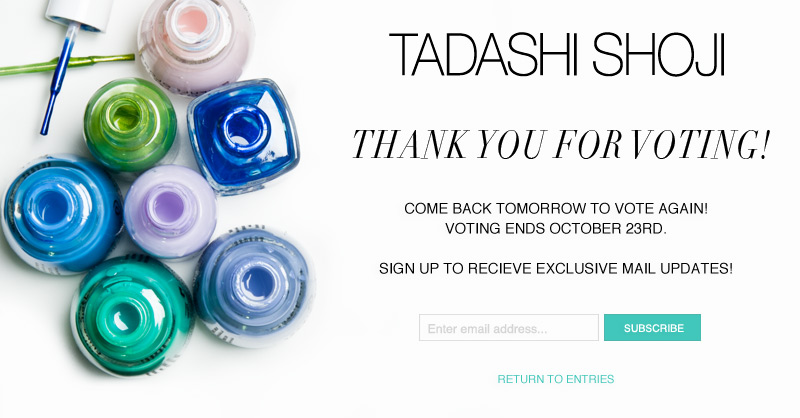 TADASHI SHOJI
THANK YOU FOR VOTING!
COME BACK TOMORROW TO VOTE AGAIN!
VOTING ENDS OCTOBER 23RD.
SIGN UP TO RECIEVE EXCLUSIVE MAIL UPDATES!
Enter email address...
SUBSCRIBE
RETURN TO ENTRIES